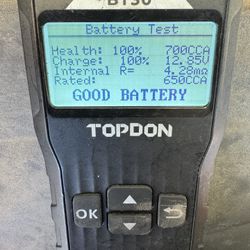 BT50
Battery Test
Health: 100% 700CCA
Charge: 100% 12.85V
Internal R= 4.28mΩ
Rated: 650CCA
GOOD BATTERY
TOPDON
OK